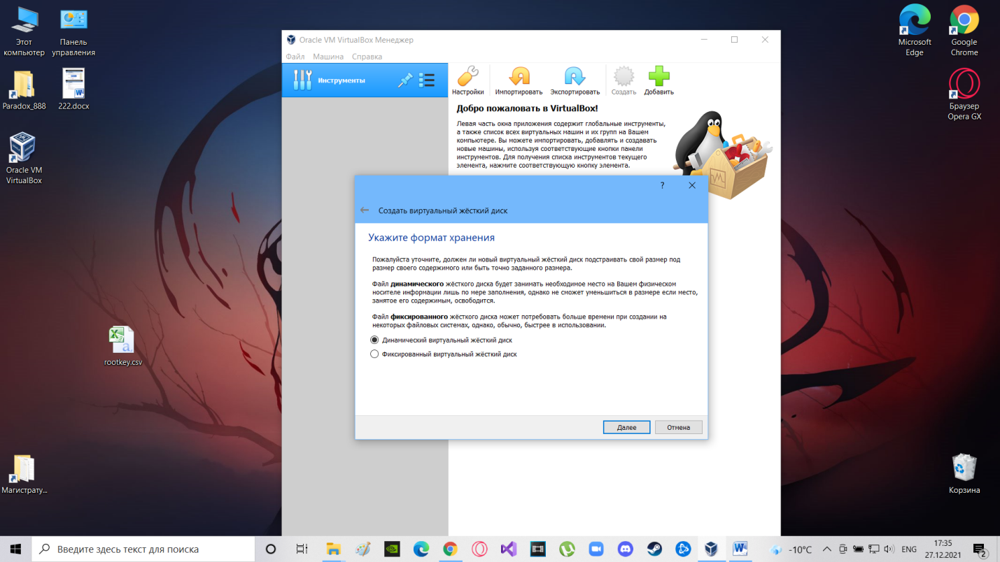 Этот
компьютер
Панель
управления
Paradox_888
222.docx
Oracle VM
VirtualBox
rootkey.csv
Магистрату...
Microsoft
Edge
Google
Chrome
Браузер
Opera GX
Корзина
Oracle VM VirtualBox Менеджер
Файл Машина Справка
Инструменты
Настройки Импортировать Экспортировать Создать Добавить
Добро пожаловать в VirtualBox!
Левая часть окна приложения содержит глобальные инструменты,
а также список всех виртуальных машин и их групп на Вашем
компьютере. Вы можете импортировать, добавлять и создавать
новые машины, используя соответствующие кнопки панели
инструментов. Для получения списка инструментов текущего
элемента, нажмите соответствующую кнопку элемента.
?
Создать виртуальный жёсткий диск
Укажите формат хранения
Пожалуйста уточните, должен ли новый виртуальный жёсткий диск подстраивать свой размер под
размер своего содержимого или быть точно заданного размера.
Файл динамического жёсткого диска будет занимать необходимое место на Вашем физическом
носителе информации лишь по мере заполнения, однако не сможет уменьшиться в размере если место,
занятое его содержимым, освободится.
Файл фиксированного жёсткого диска может потребовать больше времени при создании на
некоторых файловых системах, однако, обычно, быстрее в использовании.
Динамический виртуальный жёсткий диск
Фиксированный виртуальный жёсткий диск
Далее Отмена
Введите здесь текст для поиска
-10°C
ENG
17:35
27.12.2021
2